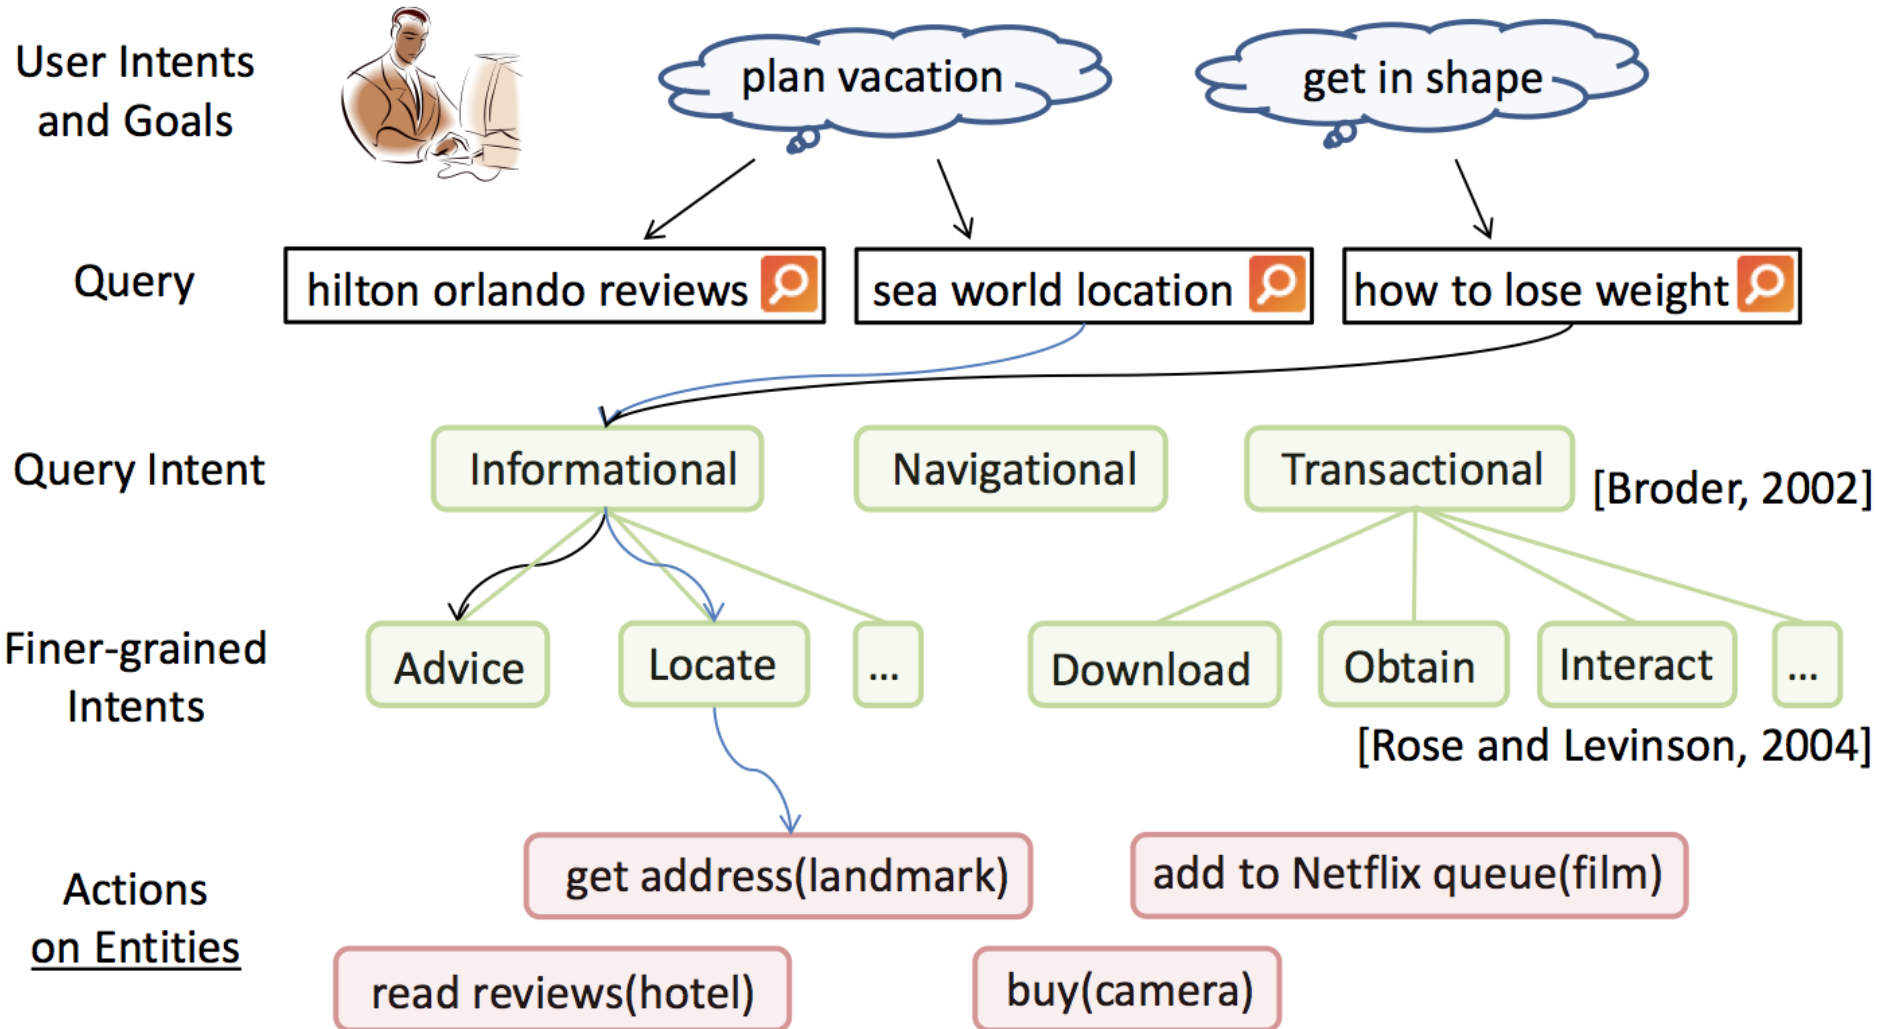 User Intents
and Goals
plan vacation
get in shape
Query
hilton orlando reviews
sea world location
how to lose weight
Query Intent
Informational
Navigational
Transactional
[Broder, 2002]
Finer-grained
Intents
Advice
Locate
...
Download
Obtain
Interact
...
[Rose and Levinson, 2004]
Actions
on Entities
get address(landmark)
add to Netflix queue(film)
read reviews(hotel)
buy(camera)